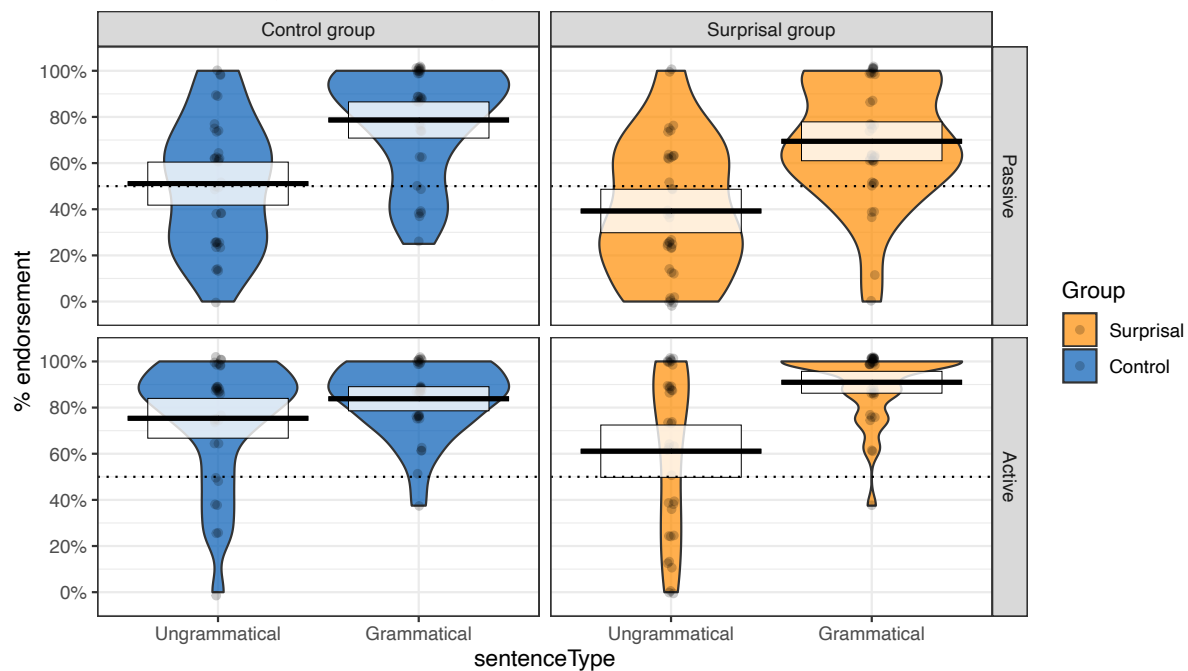 Control group
Surprisal group
100%
80%
60%
40%
20%
0%
Passive
100%
80%
60%
40%
20%
0%
Active
% endorsement
Ungrammatical
Grammatical
Ungrammatical
Grammatical
sentenceType
Group
Surprisal
Control